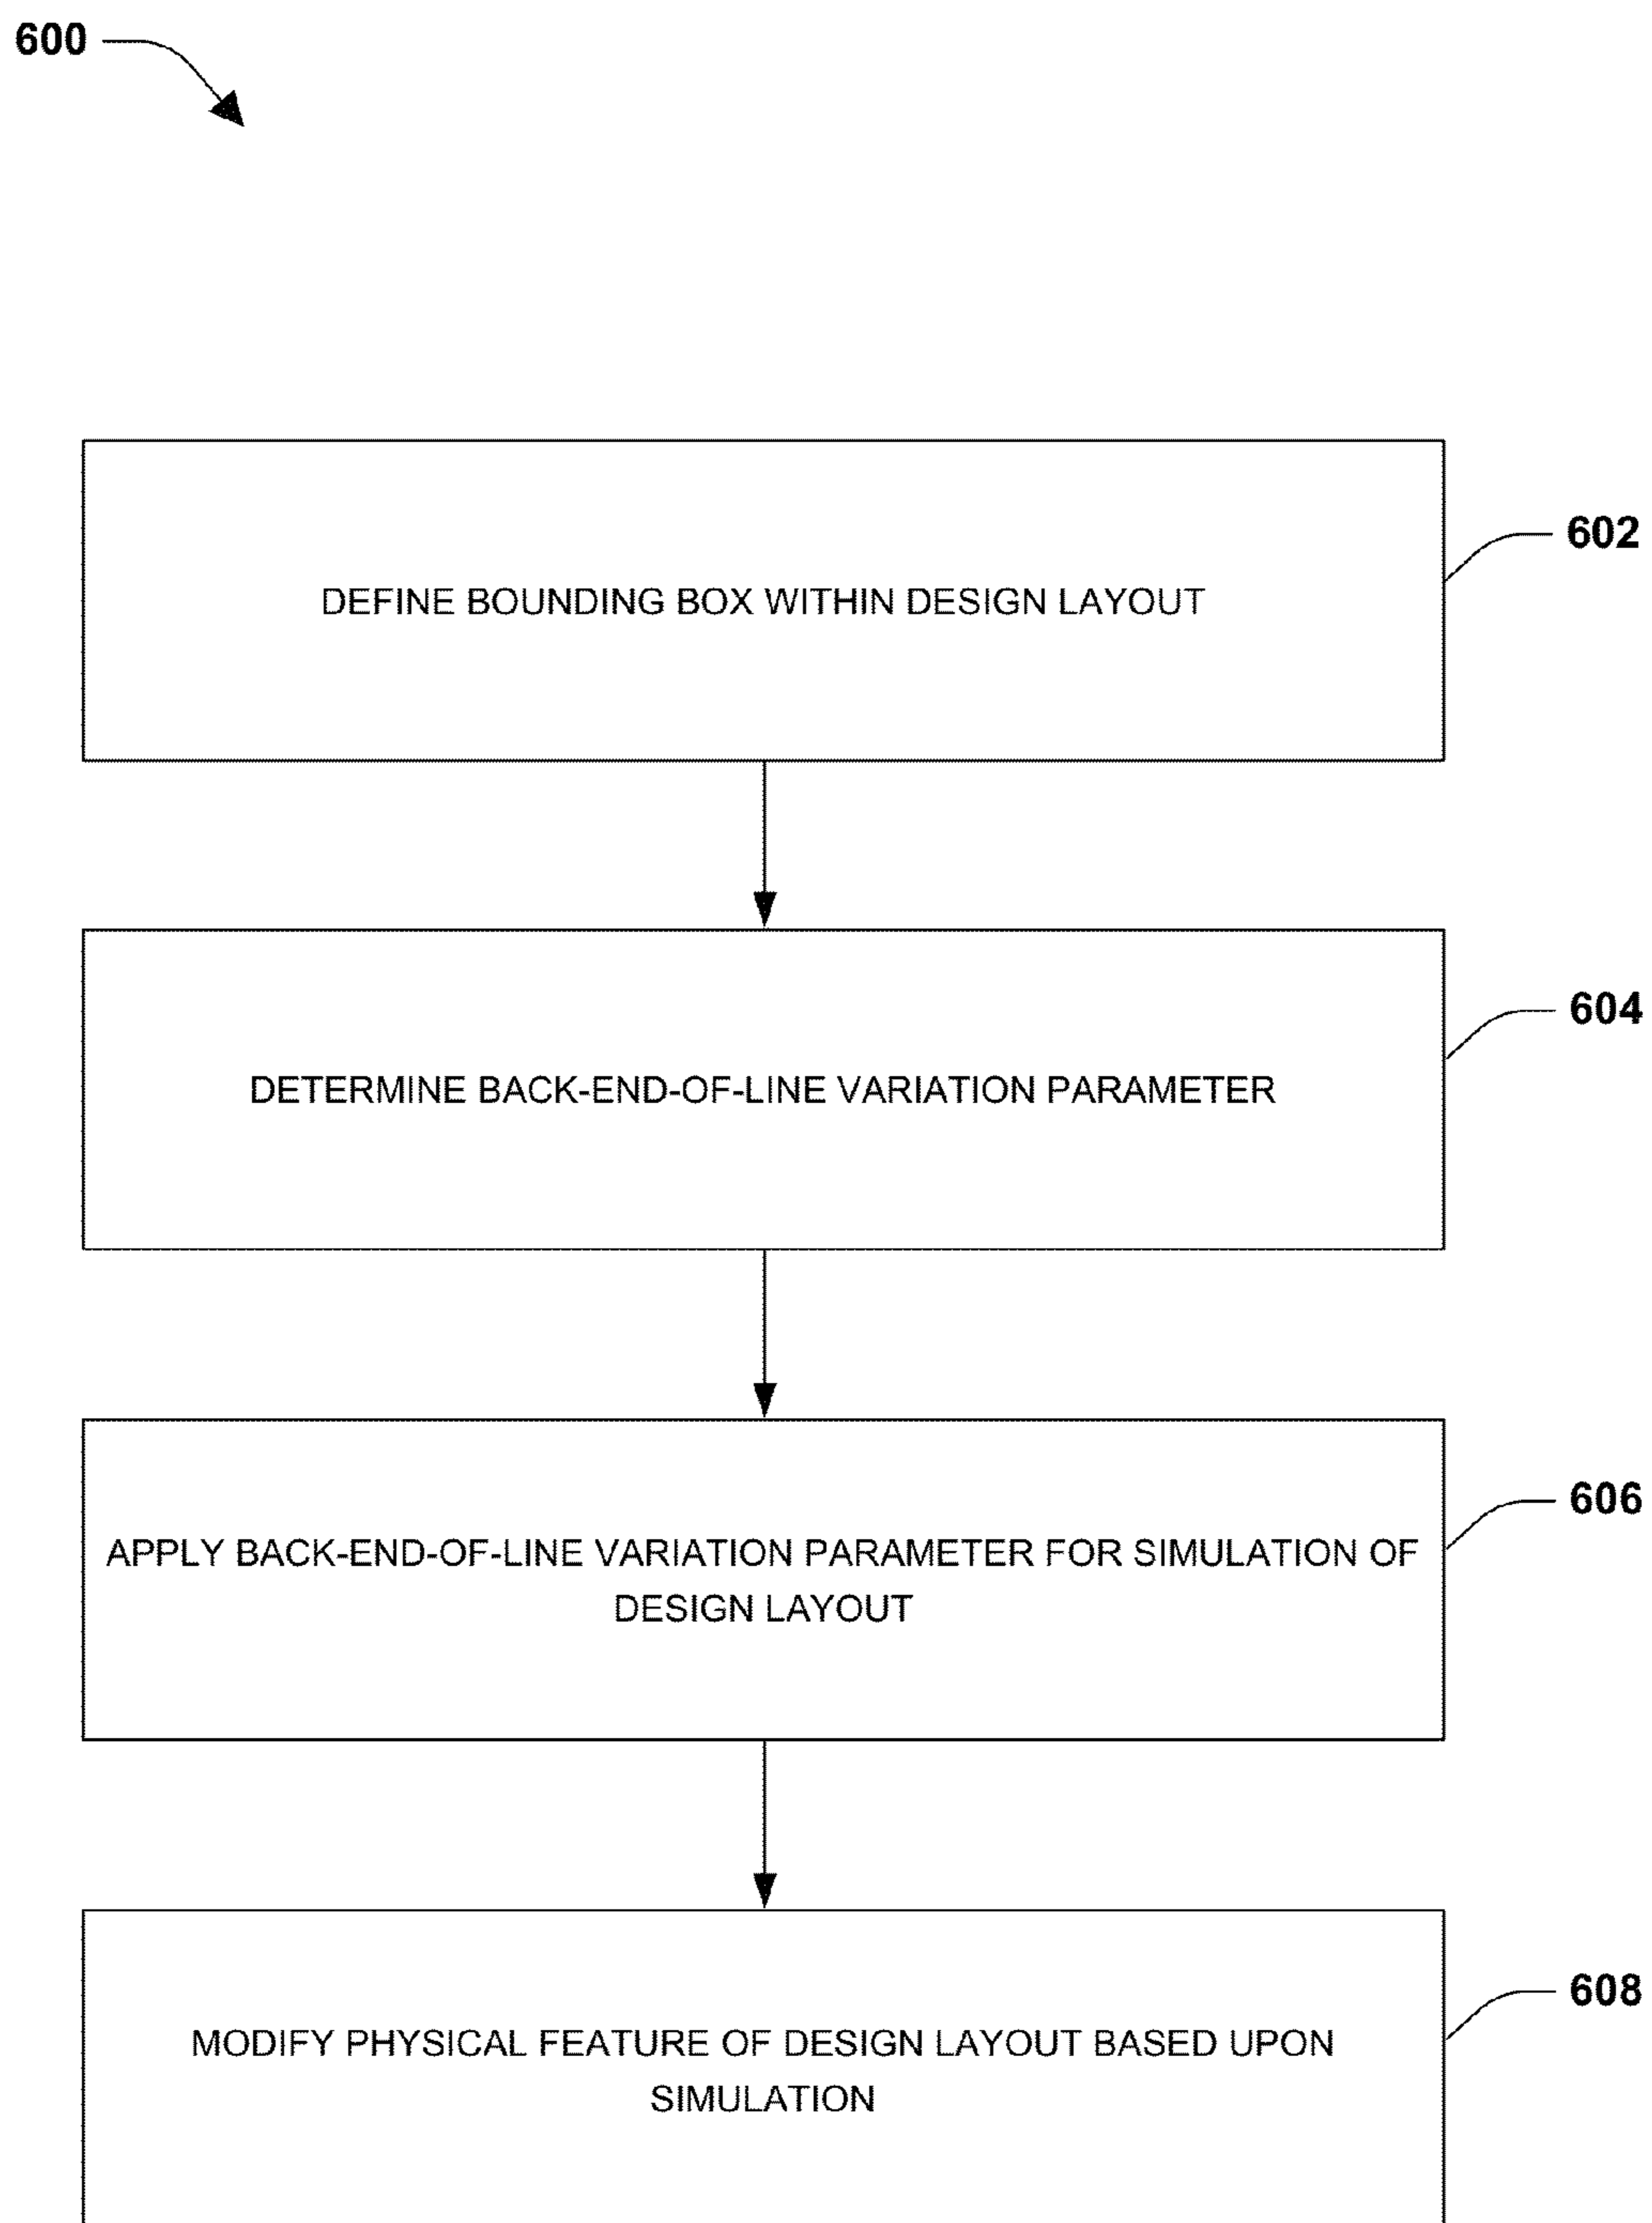 600
DEFINE BOUNDING BOX WITHIN DESIGN LAYOUT
602
DETERMINE BACK-END-OF-LINE VARIATION PARAMETER
604
APPLY BACK-END-OF-LINE VARIATION PARAMETER FOR SIMULATION OF
DESIGN LAYOUT
606
MODIFY PHYSICAL FEATURE OF DESIGN LAYOUT BASED UPON
SIMULATION
608